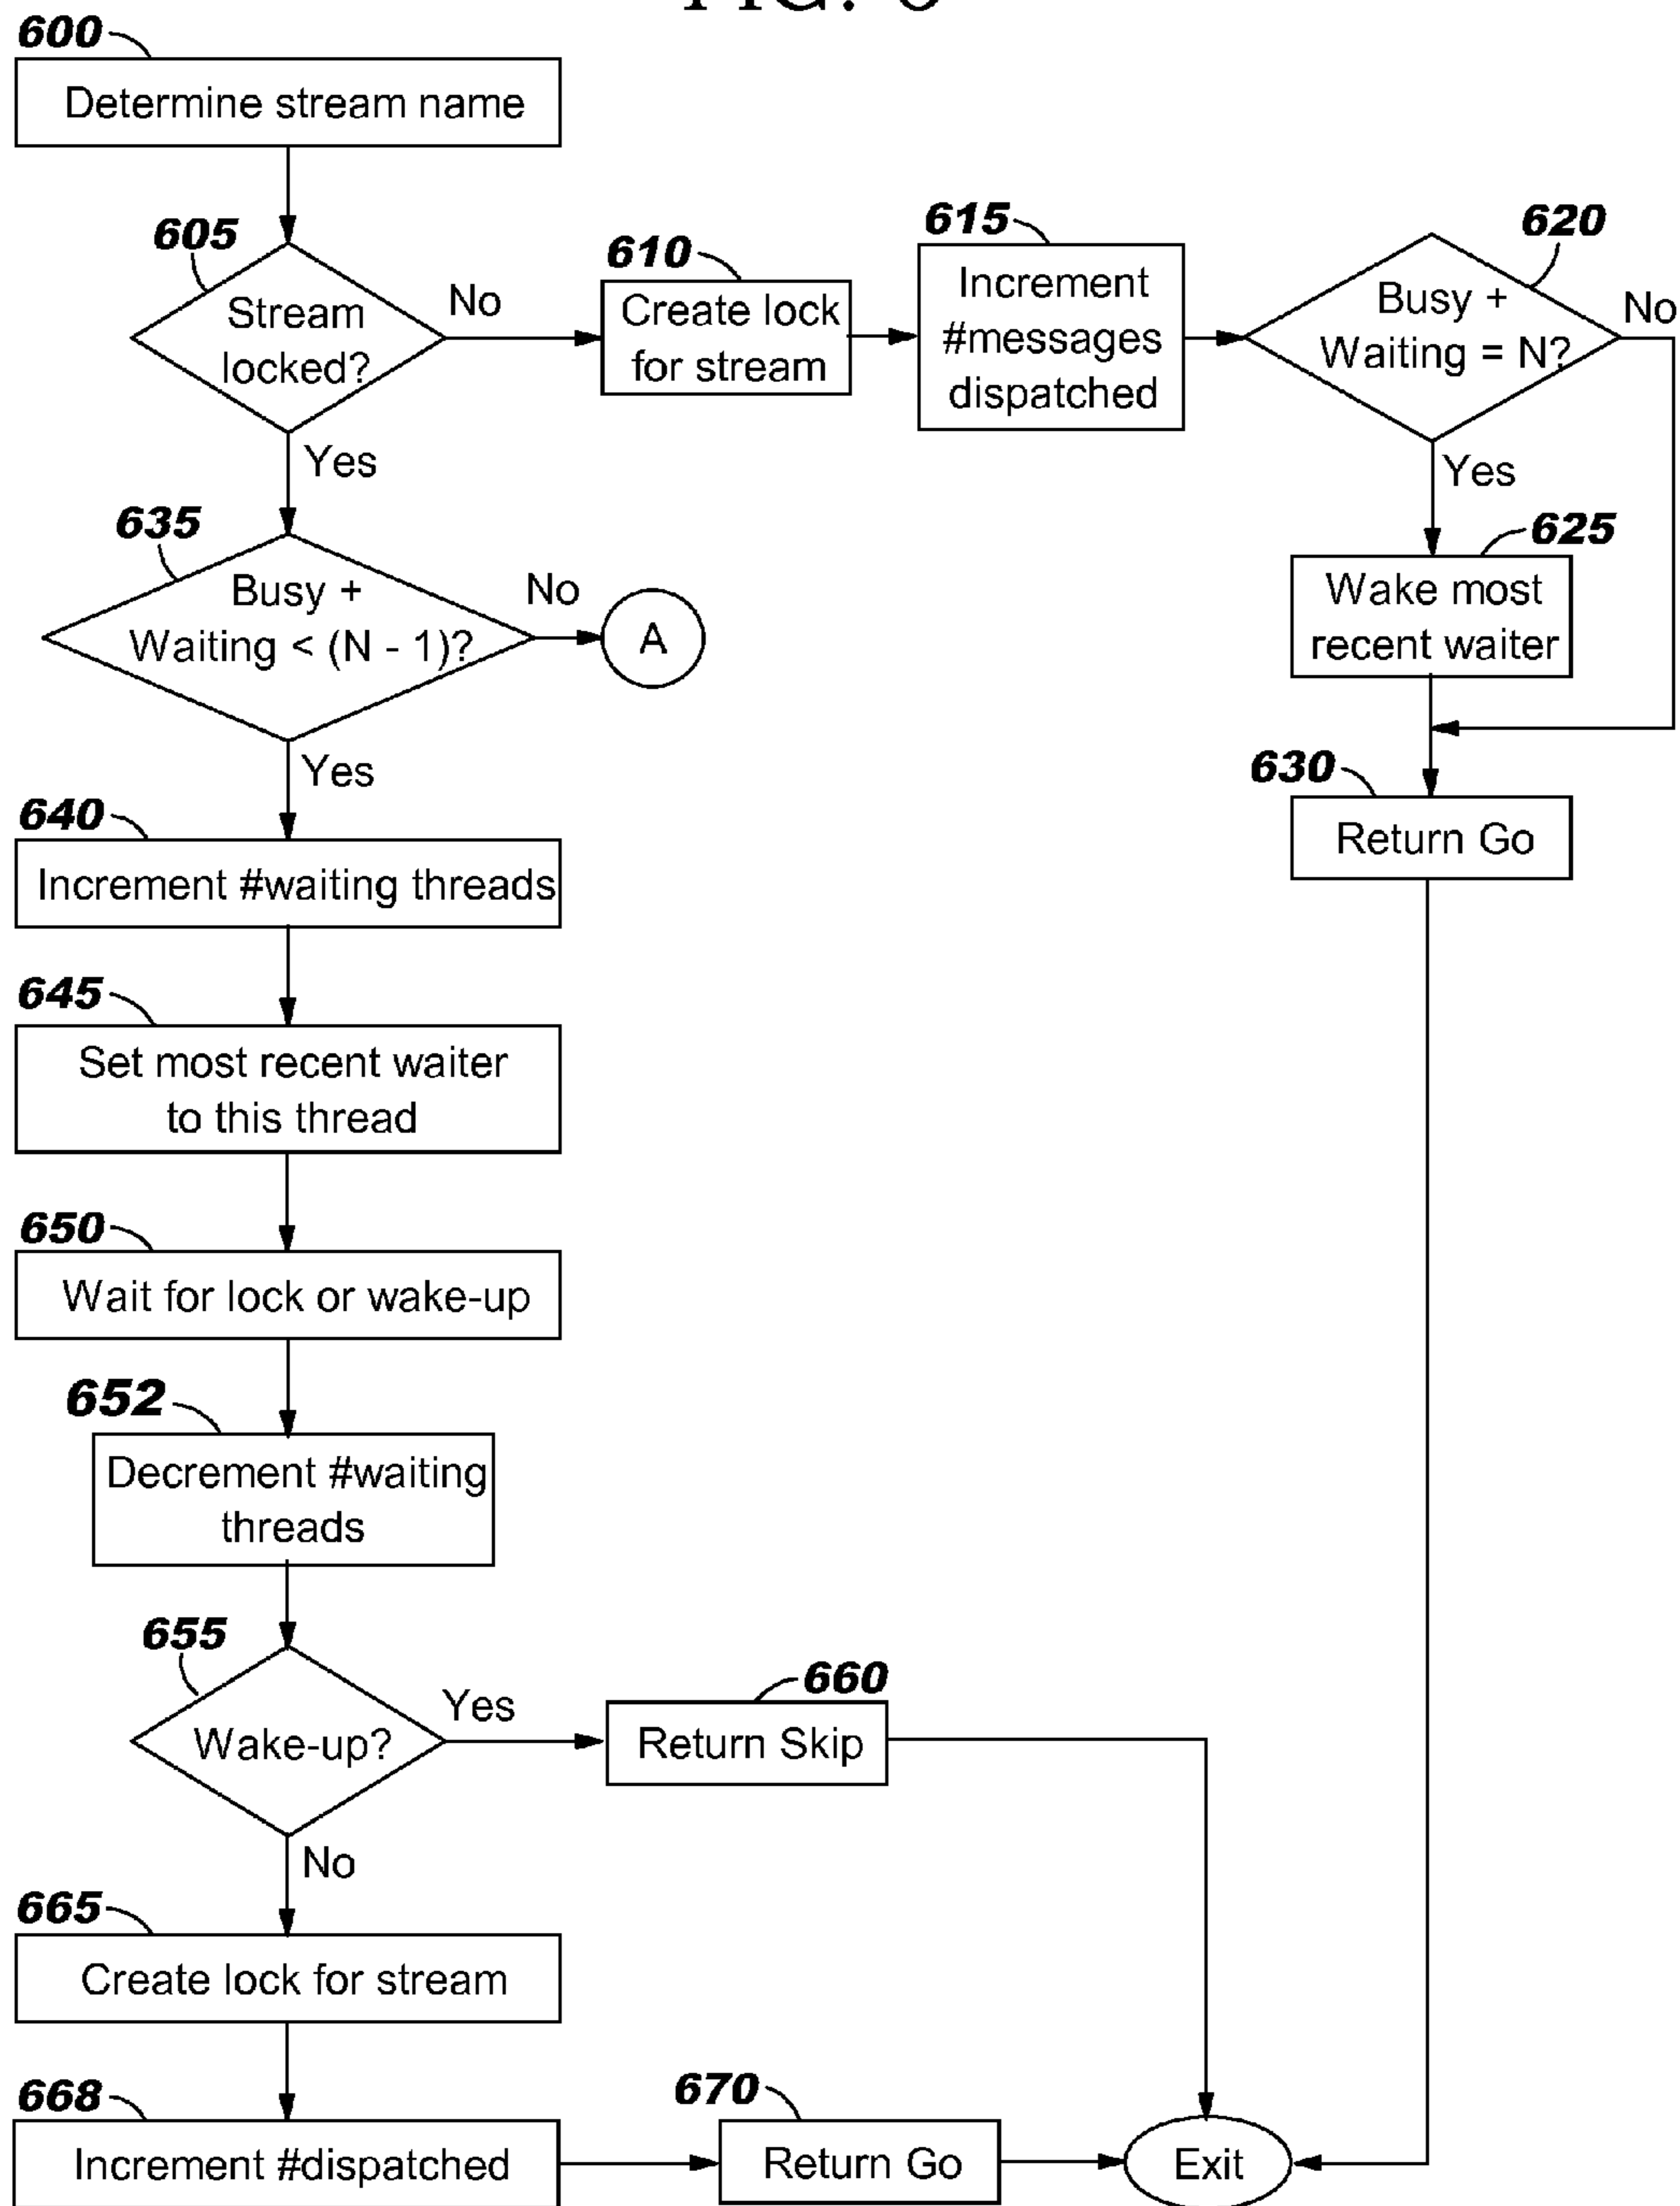 600
Determine stream name
605
Stream
locked?
No
610
Create lock
for stream
615
Increment
#messages
dispatched
620
Busy +
Waiting = N?
No
Yes
625
Wake most
recent waiter
630
Return Go
Yes
635
Busy +
Waiting < (N - 1)?
No
A
Yes
640
Increment #waiting threads
645
Set most recent waiter
to this thread
650
Wait for lock or wake-up
652
Decrement #waiting
threads
655
Wake-up?
Yes
660
Return Skip
No
665
Create lock for stream
668
Increment #dispatched
670
Return Go
Exit